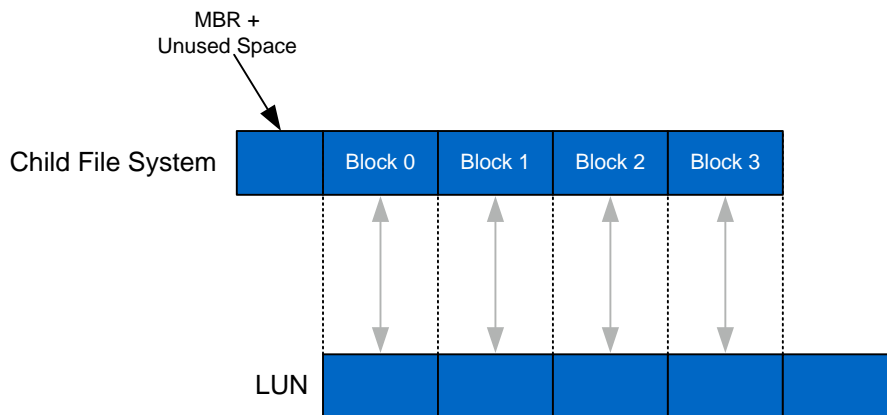 MBR +
Unused Space
Child File System
Block 0
Block 1
Block 2
Block 3
LUN